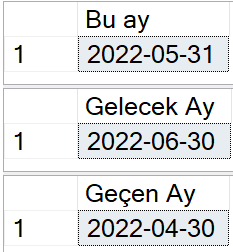 Bu ay
1 2022-05-31
Gelecek Ay
1 2022-06-30
Geçen Ay
1 2022-04-30